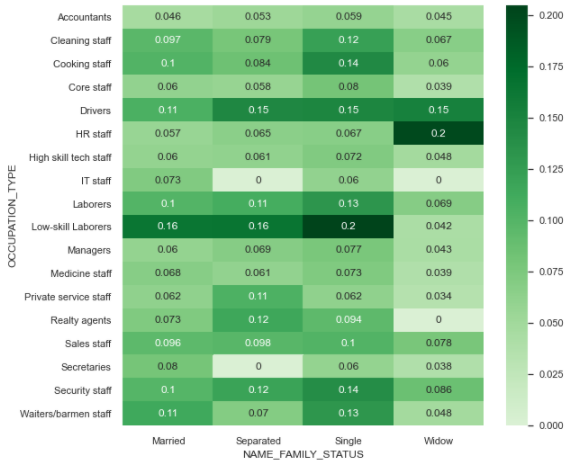 Accountants 0.046 0.053 0.059 0.045
Cleaning staff 0.097 0.079 0.12 0.067
Cooking staff 0.1 0.084 0.14 0.06
Core staff 0.06 0.058 0.08 0.039
Drivers 0.11 0.15 0.15 0.15
HR staff 0.057 0.065 0.067 0.2
High skill tech staff 0.06 0.061 0.072 0.048
IT staff 0.073 0 0.06 0
Laborers 0.1 0.11 0.13 0.069
Low-skill Laborers 0.16 0.16 0.2 0.042
Managers 0.06 0.069 0.077 0.043
Medicine staff 0.068 0.061 0.073 0.039
Private service staff 0.062 0.11 0.062 0.034
Realty agents 0.073 0.12 0.094 0
Sales staff 0.096 0.098 0.1 0.078
Secretaries 0.08 0 0.06 0.038
Security staff 0.1 0.12 0.14 0.086
Waiters/barmen staff 0.11 0.07 0.13 0.048
Married Separated Single Widow
NAME_FAMILY_STATUS
OCCUPATION_TYPE
0.200
0.175
0.150
0.125
0.100
0.075
0.050
0.025
0.000